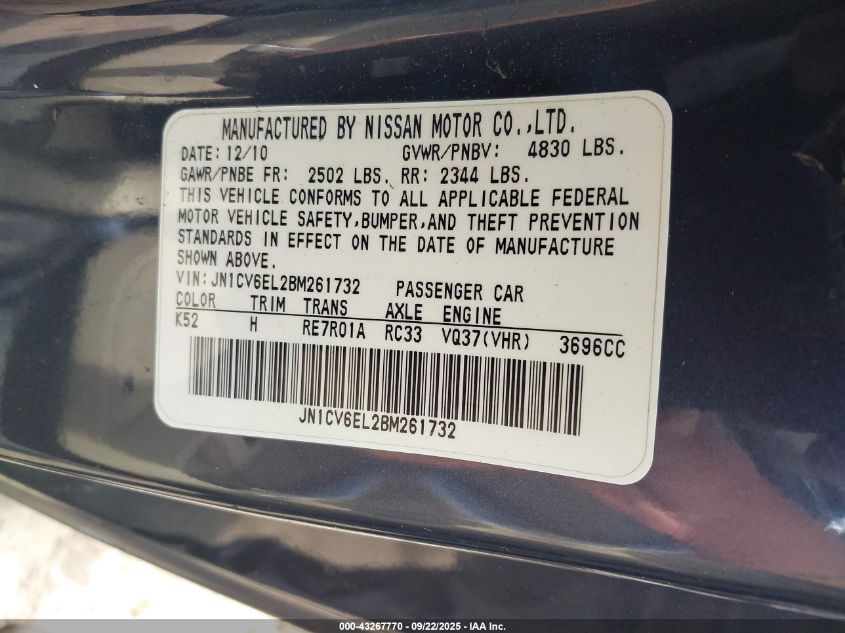 MANUFACTURED BY NISSAN MOTOR CO.,LTD.
DATE: 12/10 GVWR/PNBV: 4830 LBS.
GAWR/PNBE FR: 2502 LBS. RR: 2344 LBS.
THIS VEHICLE CONFORMS TO ALL APPLICABLE FEDERAL
MOTOR VEHICLE SAFETY,BUMPER,AND THEFT PREVENTION
STANDARDS IN EFFECT ON THE DATE OF MANUFACTURE
SHOWN ABOVE.
VIN:JN1CV6EL2BM261732 PASSENGER CAR
COLOR TRIM TRANS AXLE ENGINE
K52 H RE7R01A RC33 VQ37(VHR) 3696CC
JN1CV6EL2BM261732
000-43267770 - 09/22/2025 - IAA Inc.